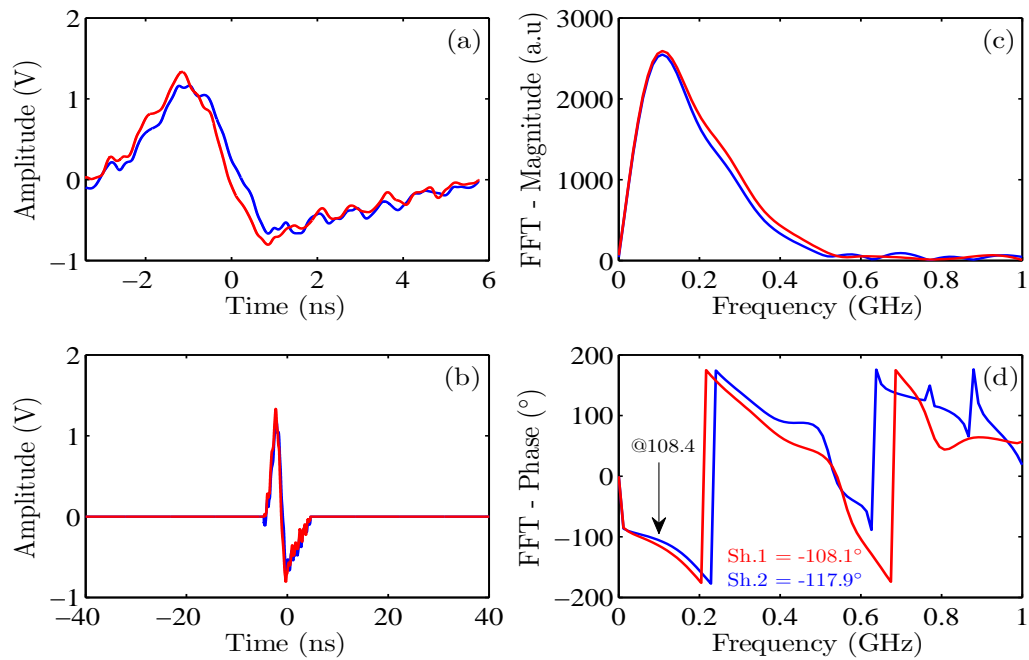 2
1
0
−1
Amplitude (V)
(a)
−2
0
2
4
6
Time (ns)
3000
2000
1000
0
FFT - Magnitude (a.u)
(c)
0
0.2
0.4
0.6
0.8
1
Frequency (GHz)
2
1
0
−1
Amplitude (V)
(b)
−40
−20
0
20
40
Time (ns)
200
100
0
−100
−200
FFT - Phase (°)
(d)
@108.4
Sh.1 = -108.1°
Sh.2 = -117.9°
0
0.2
0.4
0.6
0.8
1
Frequency (GHz)